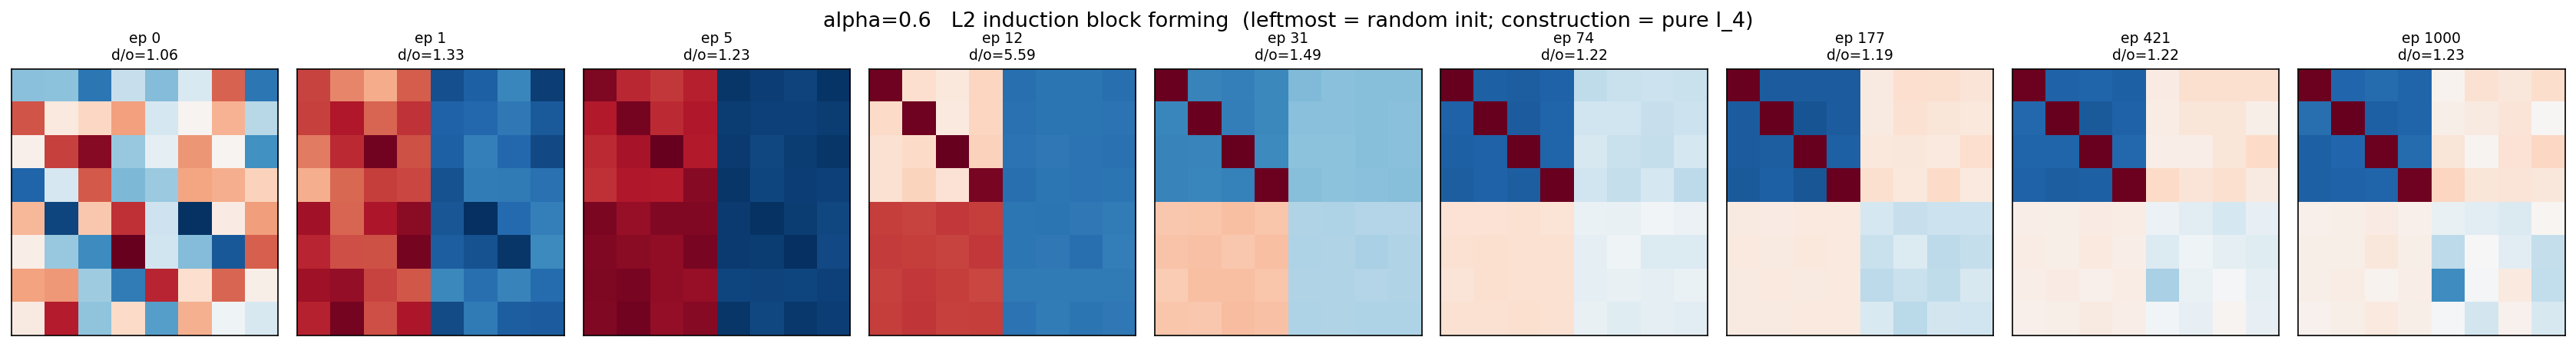 alpha=0.6   L2 induction block forming  (leftmost = random init; construction = pure I_4)
ep 0
d/o=1.06
ep 1
d/o=1.33
ep 5
d/o=1.23
ep 12
d/o=5.59
ep 31
d/o=1.49
ep 74
d/o=1.22
ep 177
d/o=1.19
ep 421
d/o=1.22
ep 1000
d/o=1.23